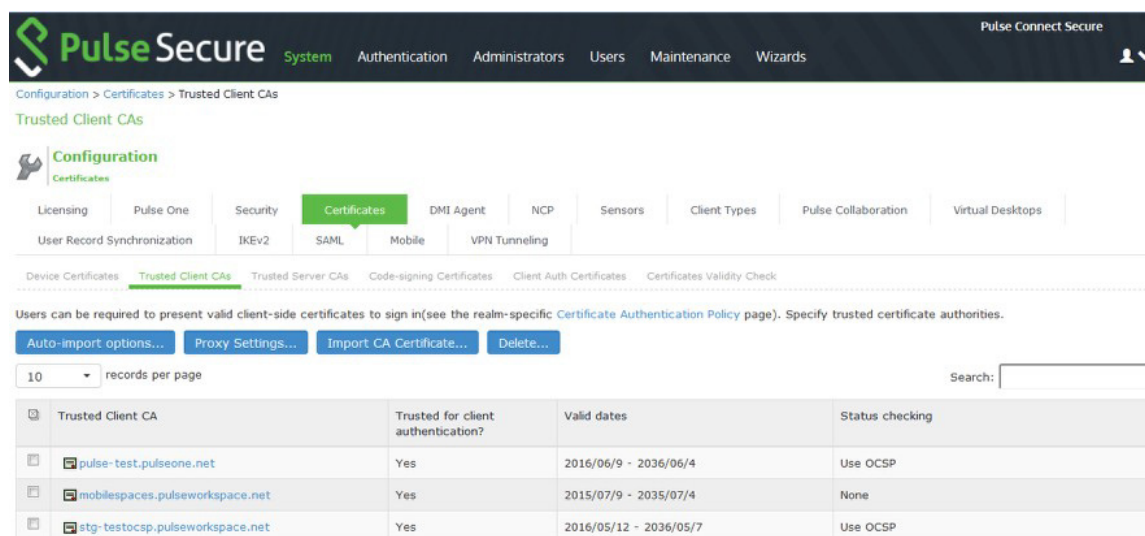 Pulse Connect Secure
Pulse Secure System Authentication Administrators Users Maintenance Wizards
Configuration > Certificates > Trusted Client CAs
Trusted Client CAs
Configuration
Certificates
Licensing Pulse One Security Certificates DMI Agent NCP Sensors Client Types Pulse Collaboration Virtual Desktops
User Record Synchronization IKEv2 SAML Mobile VPN Tunneling
Device Certificates Trusted Client CAs Trusted Server CAs Code-signing Certificates Client Auth Certificates Certificates Validity Check
Users can be required to present valid client-side certificates to sign in(see the realm-specific Certificate Authentication Policy page). Specify trusted certificate authorities.
Auto-import options... Proxy Settings... Import CA Certificate... Delete...
10 records per page Search:
Trusted Client CA Trusted for client Valid dates Status checking
authentication?
pulse-test.pulseone.net Yes 2016/06/9 - 2036/06/4 Use OCSP
mobilespaces.pulseworkspace.net Yes 2015/07/9 - 2035/07/4 None
stg-testocsp.pulseworkspace.net Yes 2016/05/12 - 2036/05/7 Use OCSP